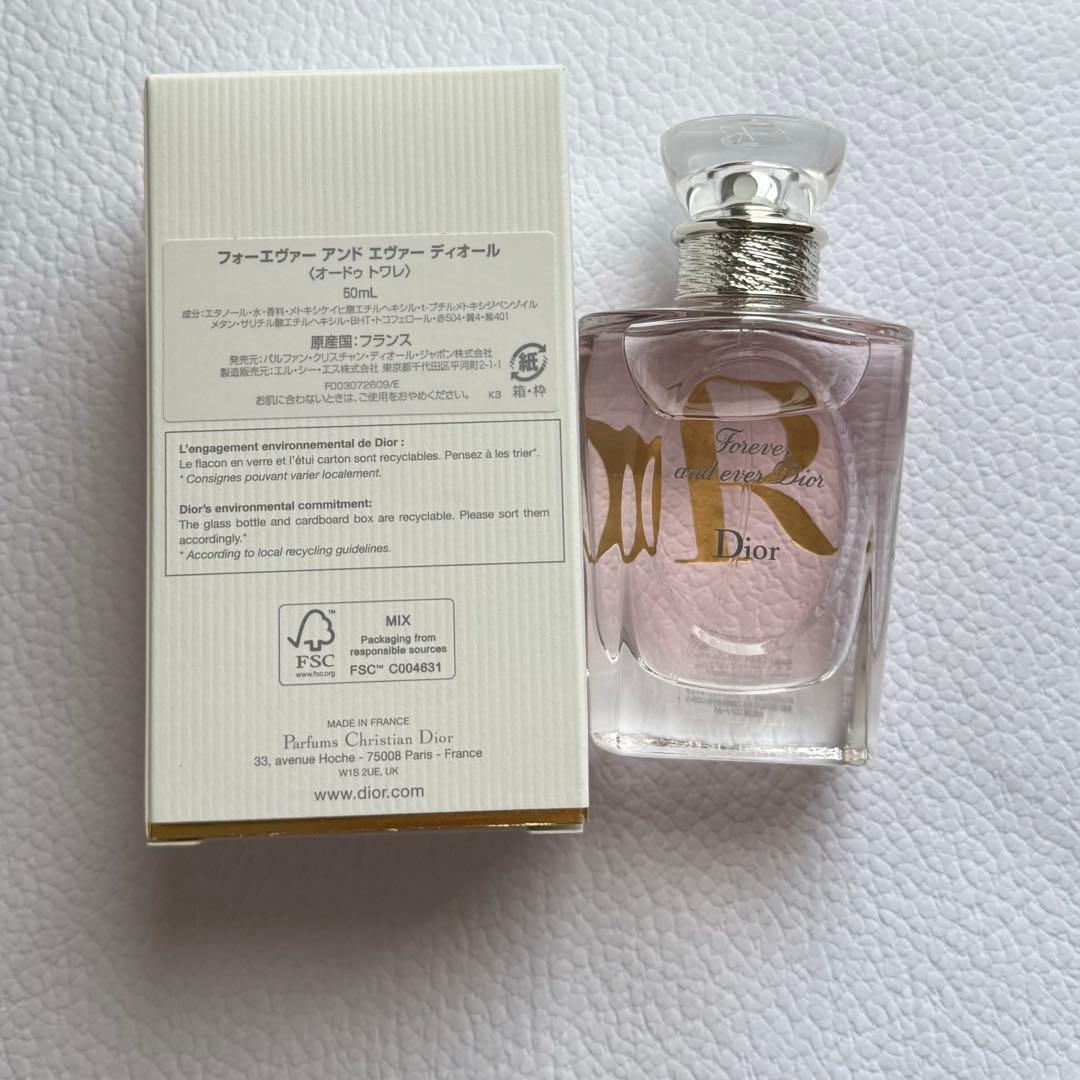 フォーエヴァー アンド エヴァー ディオール
〈オードゥ トワレ〉
50mL
成分:エタノール・水・香料・メトキシケイヒ酸エチルヘキシル・t-ブチルメトキシジベンゾイル
メタン・サリチル酸エチルヘキシル・BHT・トコフェロール・赤504・黄4・紫401
原産国:フランス
発売元:パルファン・クリスチャン・ディオール・ジャポン株式会社
製造販売元:エル・シー・エス株式会社 東京都千代田区平河町2-1-1
F003072609/E
お肌に合わないときは、ご使用をおやめください。 K3
紙
箱・枠
L'engagement environnemental de Dior :
Le flacon en verre et l'étui carton sont recyclables. Pensez à les trier*.
* Consignes pouvant varier localement.
Dior's environmental commitment:
The glass bottle and cardboard box are recyclable. Please sort them
accordingly.*
* According to local recycling guidelines.
FSC™
www.fsc.org
MIX
Packaging from
responsible sources
FSC™ C004631
MADE IN FRANCE
Parfums Christian Dior
33, avenue Hoche - 75008 Paris - France
W1S 2UE, UK
www.dior.com
R
Forever
and ever Dior
Dior